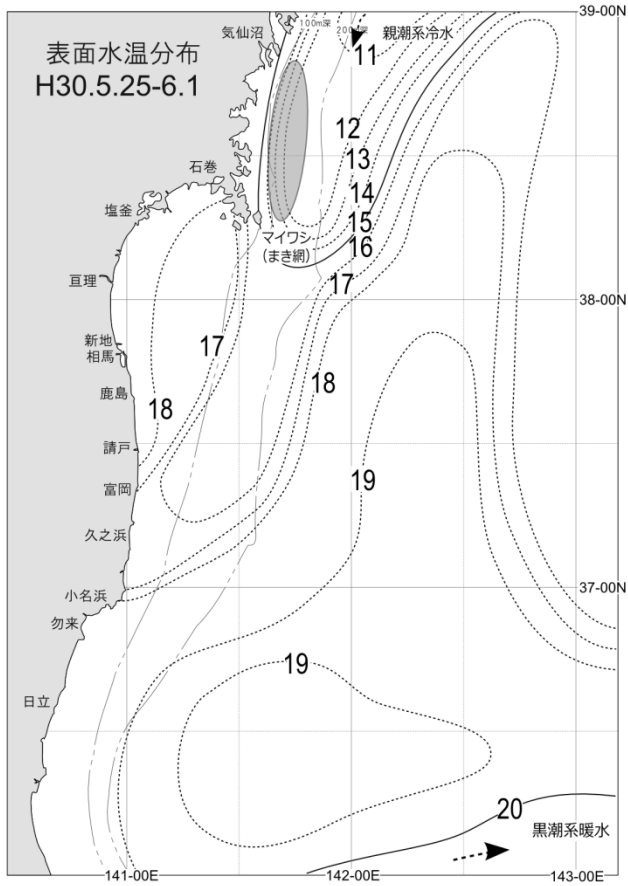 39-00N
気仙沼
100m深
200m深
親潮系冷水
表面水温分布
11
H30.5.25-6.1
12
13
石巻
14
塩釜
15
マイワシ
16
(まき網)
亘理
17
38-00N
新地
17
相馬
18
鹿島
18
請戸
19
富岡
久之浜
37-00N
小名浜
勿来
19
日立
20
黒潮系暖水
141-00E
142-00E
143-00E